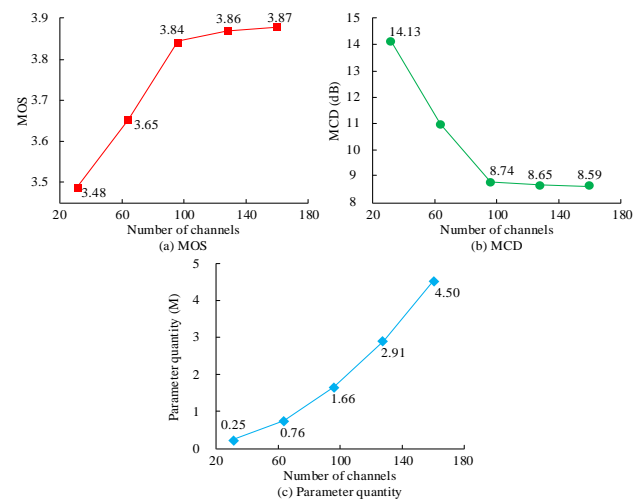 3.9
3.8
3.7
3.6
3.5
MOS
3.48
3.65
3.84
3.86
3.87
20 60 100 140 180
Number of channels
(a) MOS
15
14
13
12
11
10
9
8
MCD (dB)
14.13
8.74
8.65
8.59
20 60 100 140 180
Number of channels
(b) MCD
5
4
3
2
1
0
Parameter quantity (M)
0.25
0.76
1.66
2.91
4.50
20 60 100 140 180
Number of channels
(c) Parameter quantity